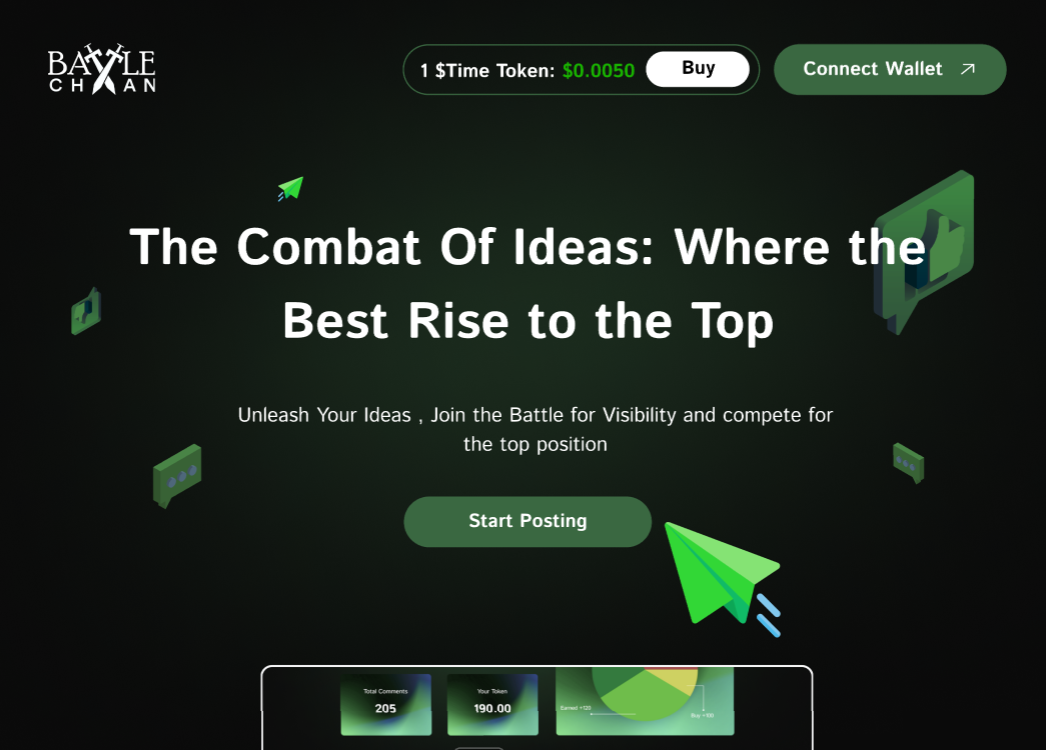 BATTLE
CHAN
1 $Time Token: $0.0050
Buy
Connect Wallet
The Combat Of Ideas: Where the
Best Rise to the Top
Unleash Your Ideas , Join the Battle for Visibility and compete for
the top position
Start Posting
Total Comments
205
Your Token
190.00
Earned +120
Buy +100